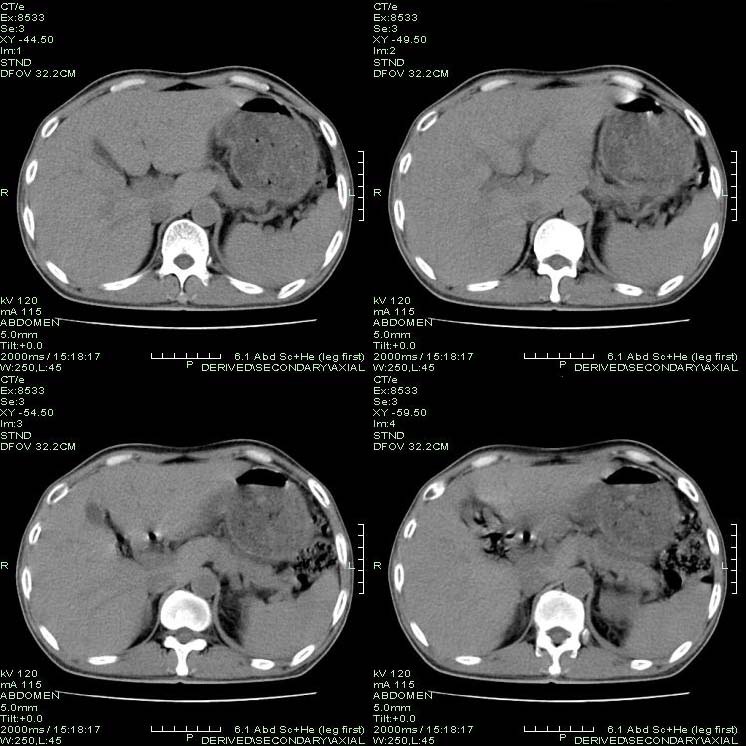 CT/e
Ex:8533
Se:3
XY -44.50
Im:1
STND
DFOV 32.2CM
R
kV 120
mA 115
ABDOMEN
5.0mm
Tilt:+0.0
2000ms / 15:18:17
W:250,L:45
P
6.1 Abd Sc+He (leg first)
DERIVED\SECONDARY\AXIAL
CT/e
Ex:8533
Se:3
XY -49.50
Im:2
STND
DFOV 32.2CM
R
L
kV 120
mA 115
ABDOMEN
5.0mm
Tilt:+0.0
2000ms / 15:18:17
W:250,L:45
P
6.1 Abd Sc+He (leg first)
DERIVED\SECONDARY\AXIAL
CT/e
Ex:8533
Se:3
XY -54.50
Im:3
STND
DFOV 32.2CM
R
L
kV 120
mA 115
ABDOMEN
5.0mm
Tilt:+0.0
2000ms / 15:18:17
W:250,L:45
P
6.1 Abd Sc+He (leg first)
DERIVED\SECONDARY\AXIAL
CT/e
Ex:8533
Se:3
XY -59.50
Im:4
STND
DFOV 32.2CM
R
L
kV 120
mA 115
ABDOMEN
5.0mm
Tilt:+0.0
2000ms / 15:18:17
W:250,L:45
P
6.1 Abd Sc+He (leg first)
DERIVED\SECONDARY\AXIAL